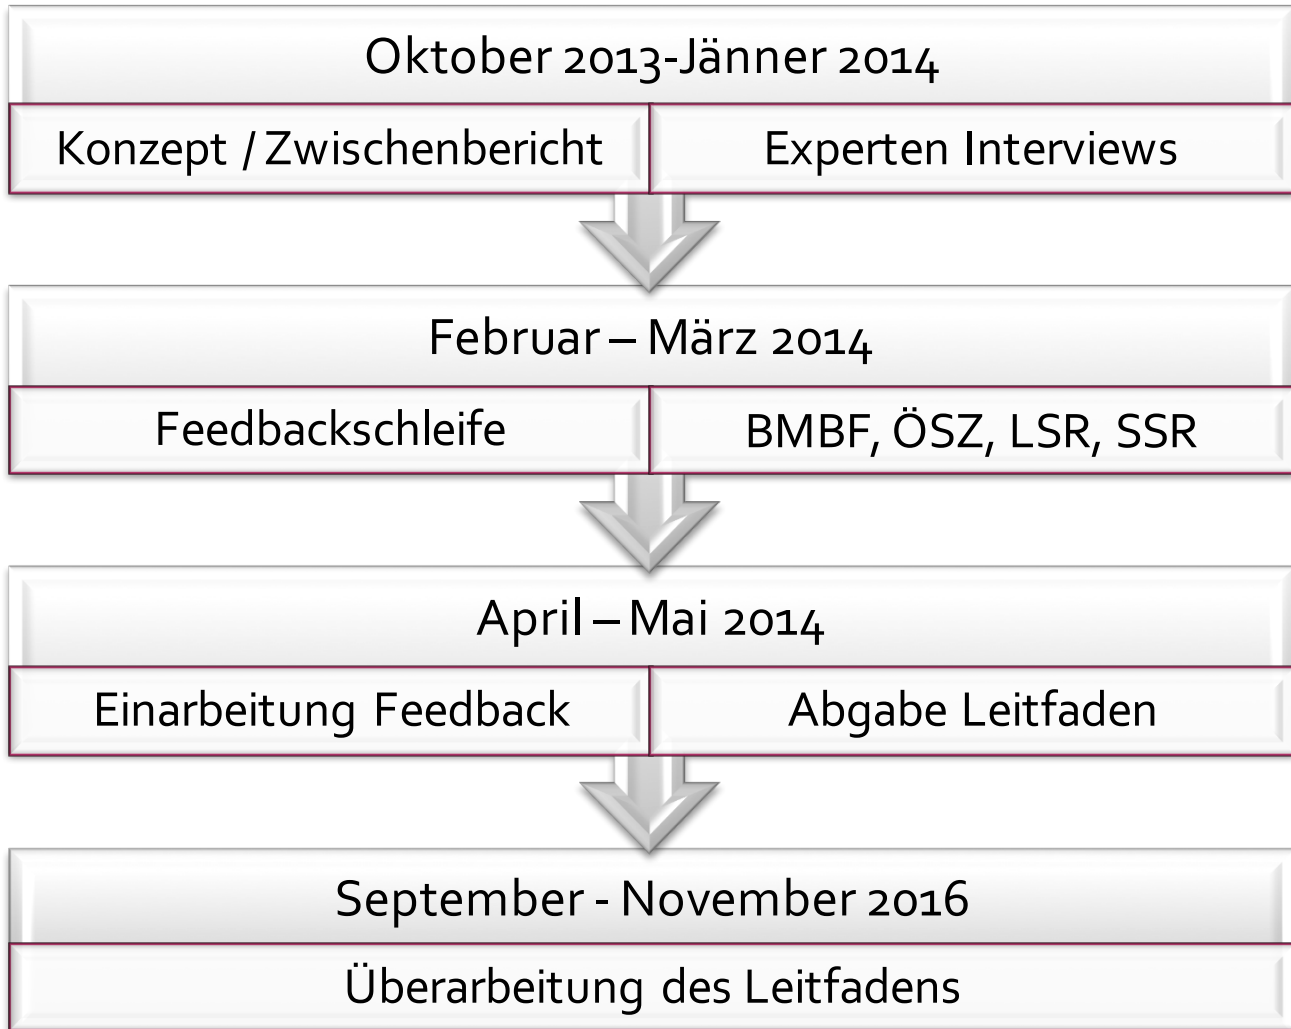 Oktober 2013-Jänner 2014
Konzept / Zwischenbericht
Experten Interviews
Februar – März 2014
Feedbackschleife
BMBF, ÖSZ, LSR, SSR
April – Mai 2014
Einarbeitung Feedback
Abgabe Leitfaden
September - November 2016
Überarbeitung des Leitfadens